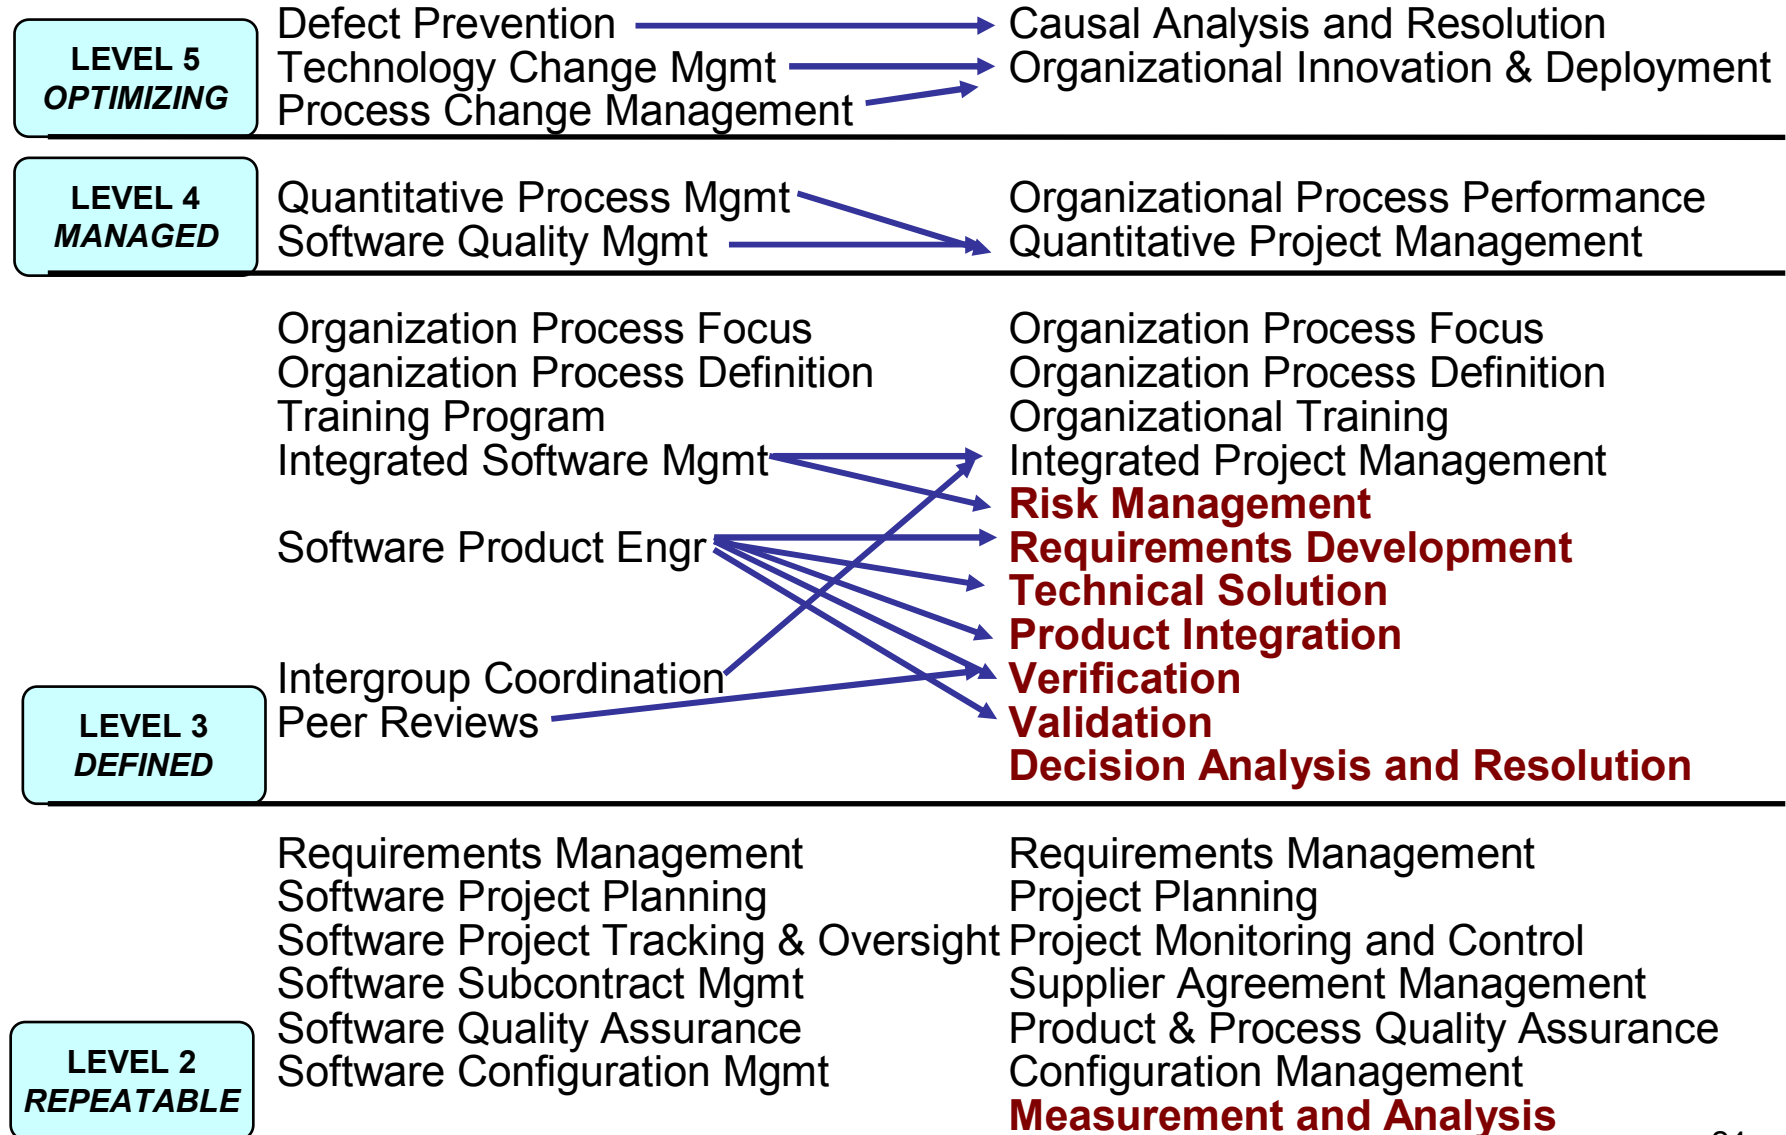 LEVEL 5
OPTIMIZING
Defect Prevention
Technology Change Mgmt
Process Change Management
Causal Analysis and Resolution
Organizational Innovation & Deployment
LEVEL 4
MANAGED
Quantitative Process Mgmt
Software Quality Mgmt
Organizational Process Performance
Quantitative Project Management
LEVEL 3
DEFINED
Organization Process Focus
Organization Process Definition
Training Program
Integrated Software Mgmt
Software Product Engr
Intergroup Coordination
Peer Reviews
Organization Process Focus
Organization Process Definition
Organizational Training
Integrated Project Management
Risk Management
Requirements Development
Technical Solution
Product Integration
Verification
Validation
Decision Analysis and Resolution
LEVEL 2
REPEATABLE
Requirements Management
Software Project Planning
Software Project Tracking & Oversight
Software Subcontract Mgmt
Software Quality Assurance
Software Configuration Mgmt
Requirements Management
Project Planning
Project Monitoring and Control
Supplier Agreement Management
Product & Process Quality Assurance
Configuration Management
Measurement and Analysis